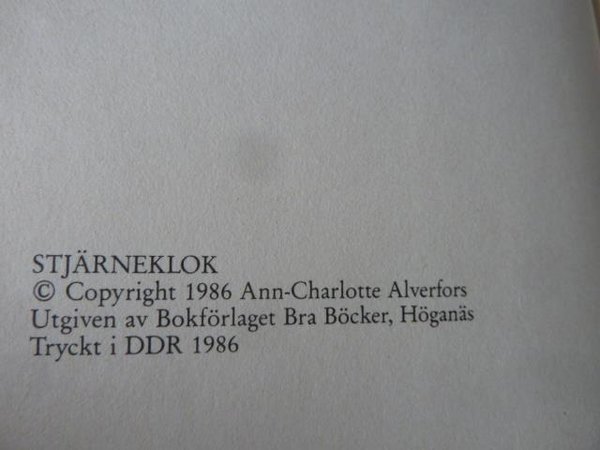 STJÄRNEKLOK
© Copyright 1986 Ann-Charlotte Alverfors
Utgiven av Bokförlaget Bra Böcker, Höganäs
Tryckt i DDR 1986